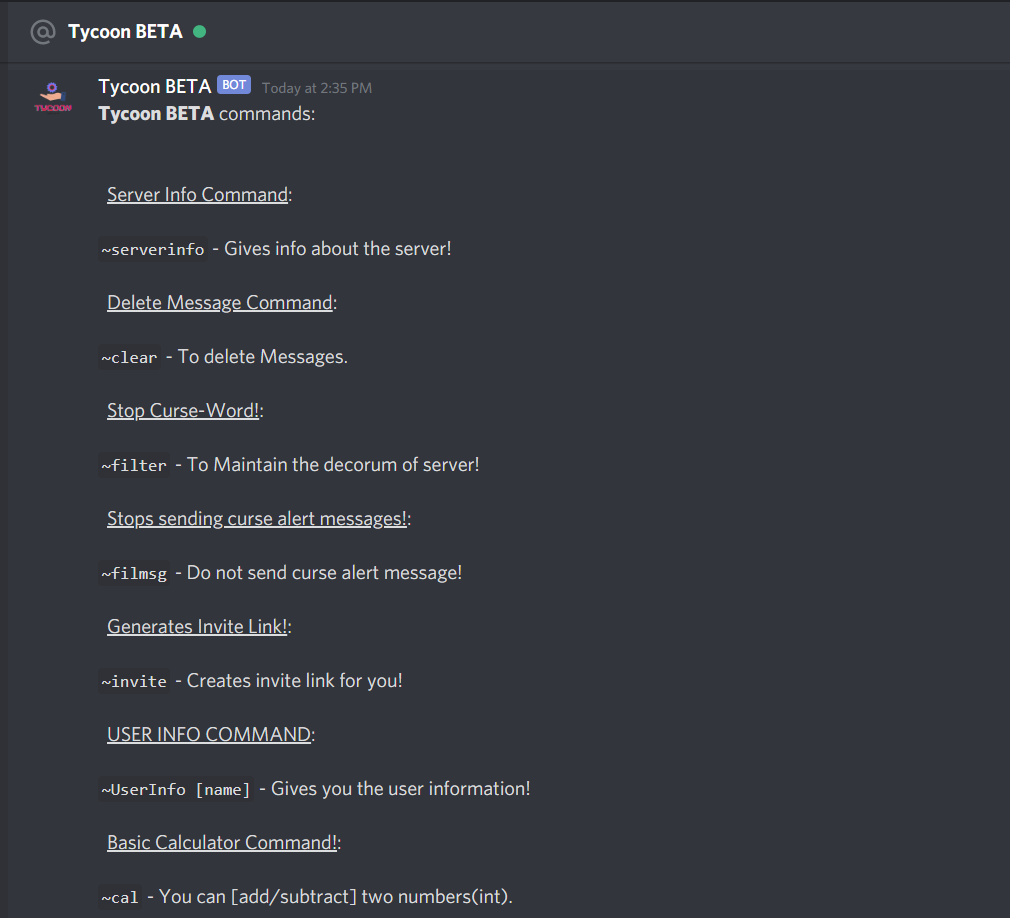 @ Tycoon BETA
TYCOON
Tycoon BETA BOT Today at 2:35 PM
Tycoon BETA commands:
Server Info Command:
~serverinfo - Gives info about the server!
Delete Message Command:
~clear - To delete Messages.
Stop Curse-Word!:
~filter - To Maintain the decorum of server!
Stops sending curse alert messages!:
~filmsg - Do not send curse alert message!
Generates Invite Link!:
~invite - Creates invite link for you!
USER INFO COMMAND:
~UserInfo [name] - Gives you the user information!
Basic Calculator Command!:
~cal - You can [add/subtract] two numbers(int).